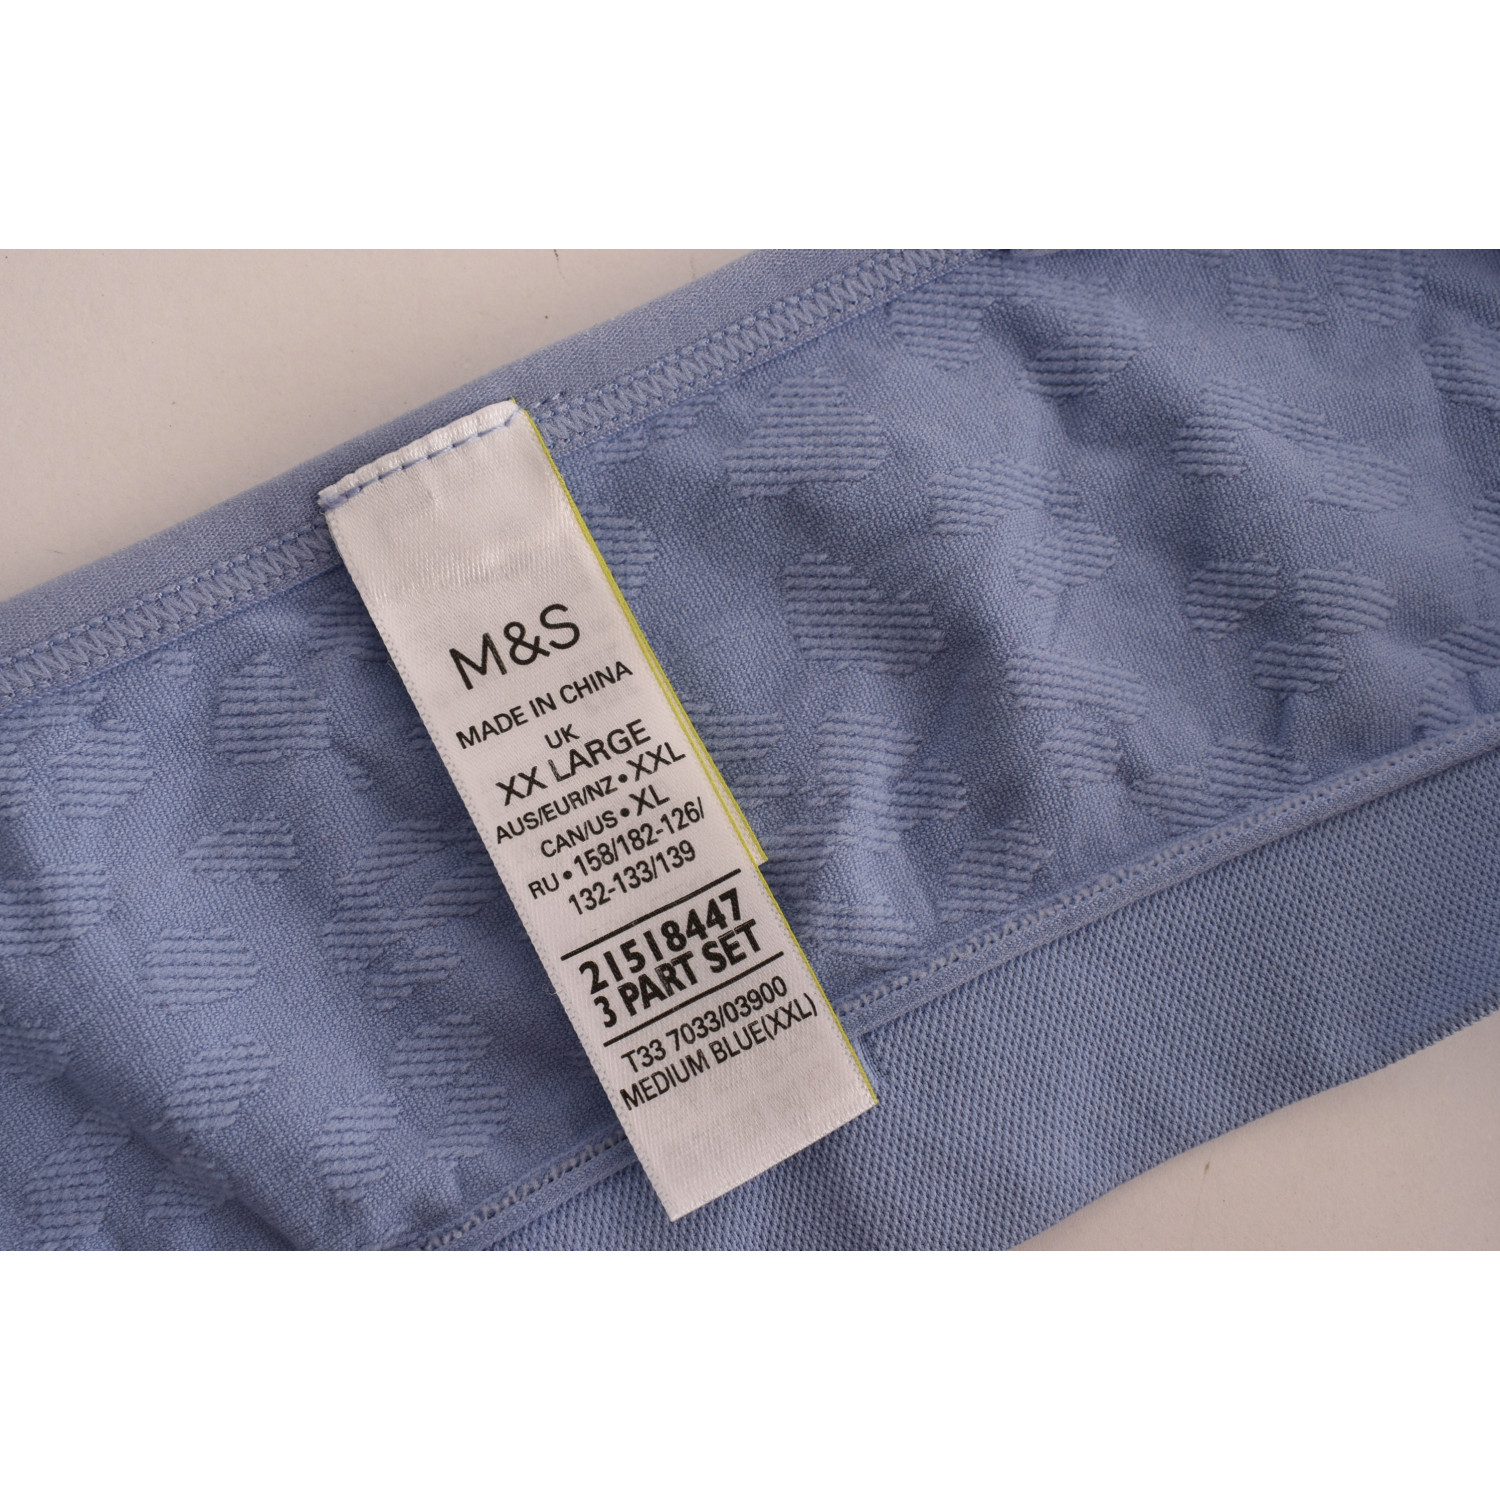 M&S
MADE IN CHINA
UK
XX LARGE
AUS/EUR/NZ•XXL
CAN/US•XL
RU•158/182-126/
132-133/139
21518447
3 PART SET
T33 7033/03900
MEDIUM BLUE(XXL)